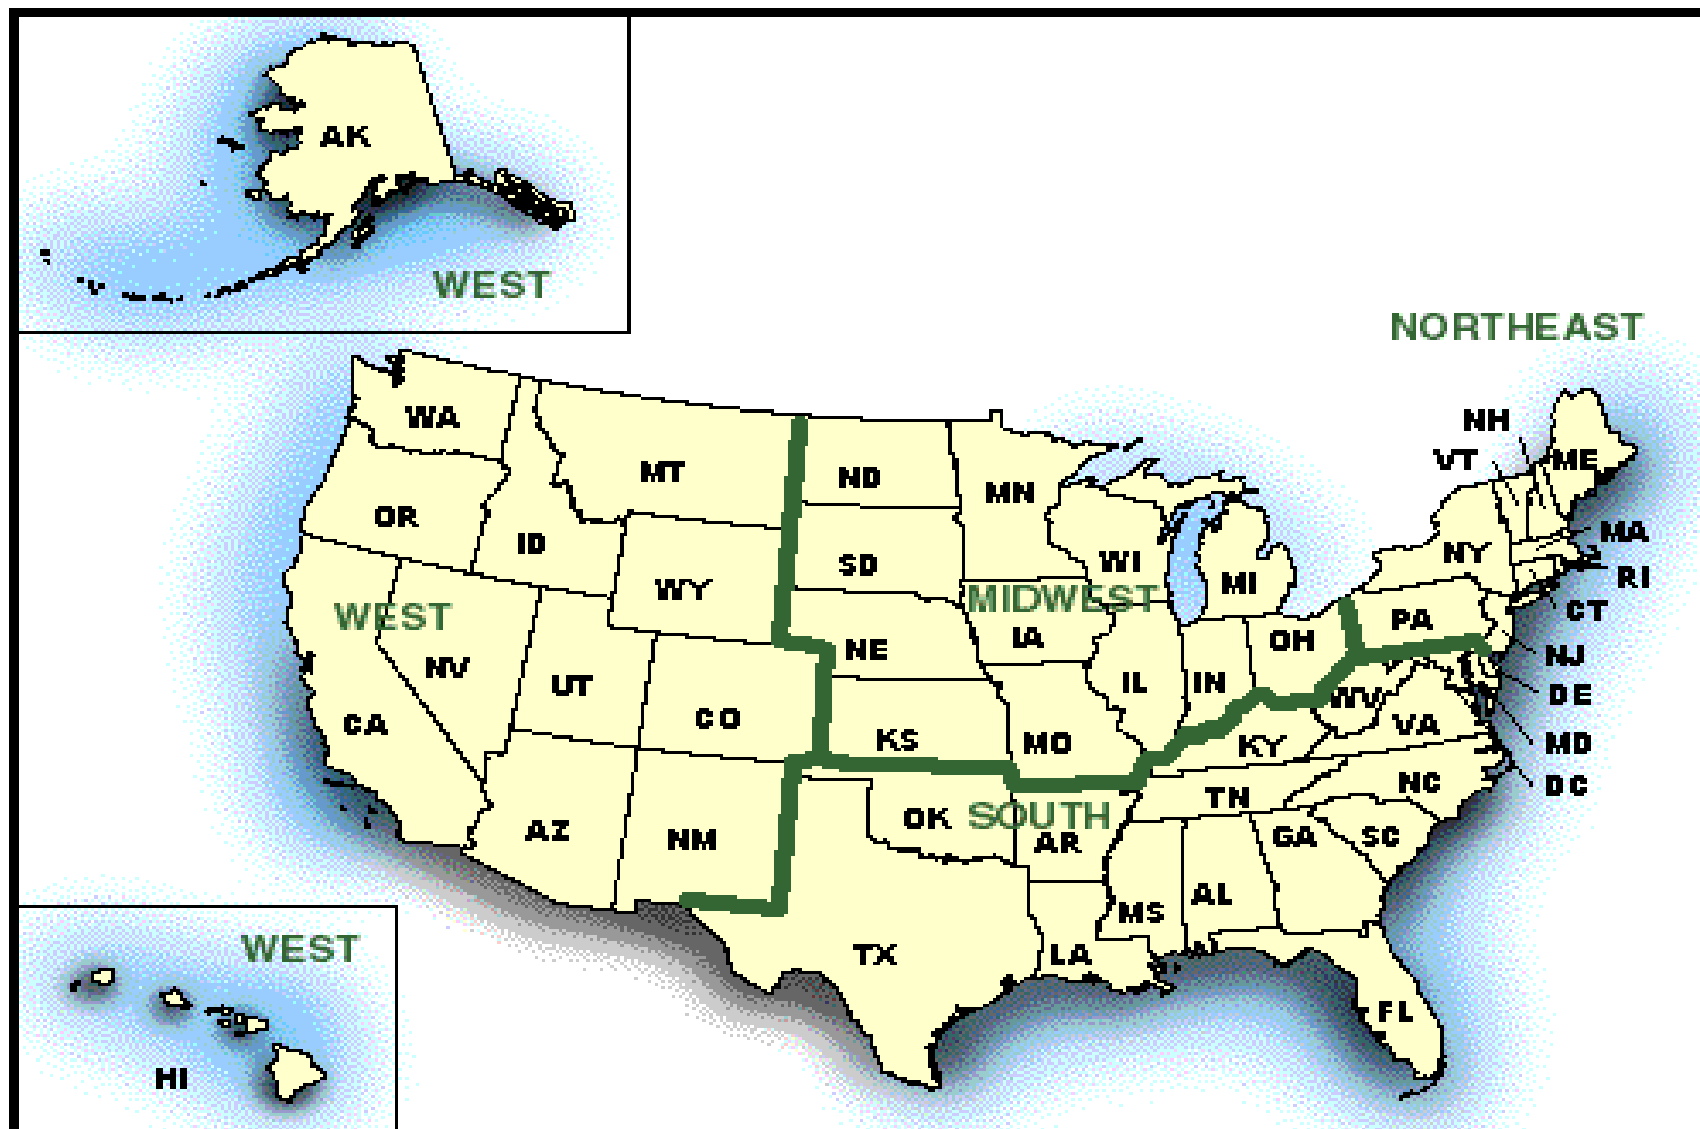 AK
WEST
NORTHEAST
NH
WA
VT
ME
MT
ND
MN
OR
MA
ID
NY
WI
SD
RI
MI
WY
MIDWEST
CT
WEST
PA
IA
OH
NE
NJ
NV
UT
IL
IN
DE
WV
CO
CA
VA
KS
MO
KY
MD
NC
DC
TN
SOUTH
OK
AZ
NM
AR
GA
SC
AL
MS
WEST
TX
LA
FL
HI